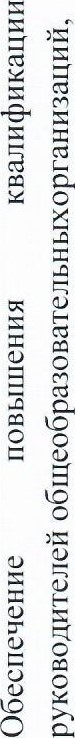 Обеспечение повышения квалификации
руководителей общеобразовательныхорганизаций,